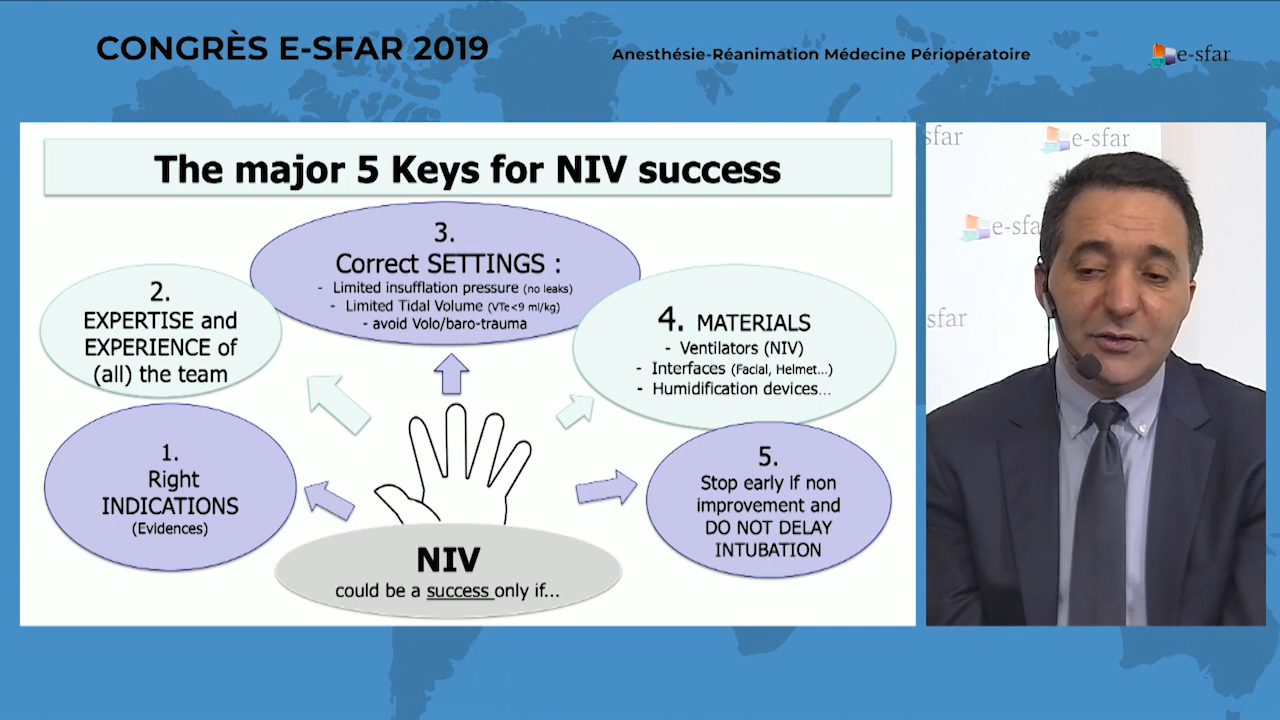 CONGRÈS E-SFAR 2019
Anesthésie-Réanimation Médecine Périopératoire
e-sfar
The major 5 Keys for NIV success
1.
Right
INDICATIONS
(Evidences)
2.
EXPERTISE and
EXPERIENCE of
(all) the team
3.
Correct SETTINGS :
- Limited insufflation pressure (no leaks)
- Limited Tidal Volume (VTe<9 ml/kg)
- avoid Volo/baro-trauma
4. MATERIALS
- Ventilators (NIV)
- Interfaces (Facial, Helmet...)
- Humidification devices...
5.
Stop early if non
improvement and
DO NOT DELAY
INTUBATION
NIV
could be a success only if...
sfar
e-sfar
e-sfa
sfar